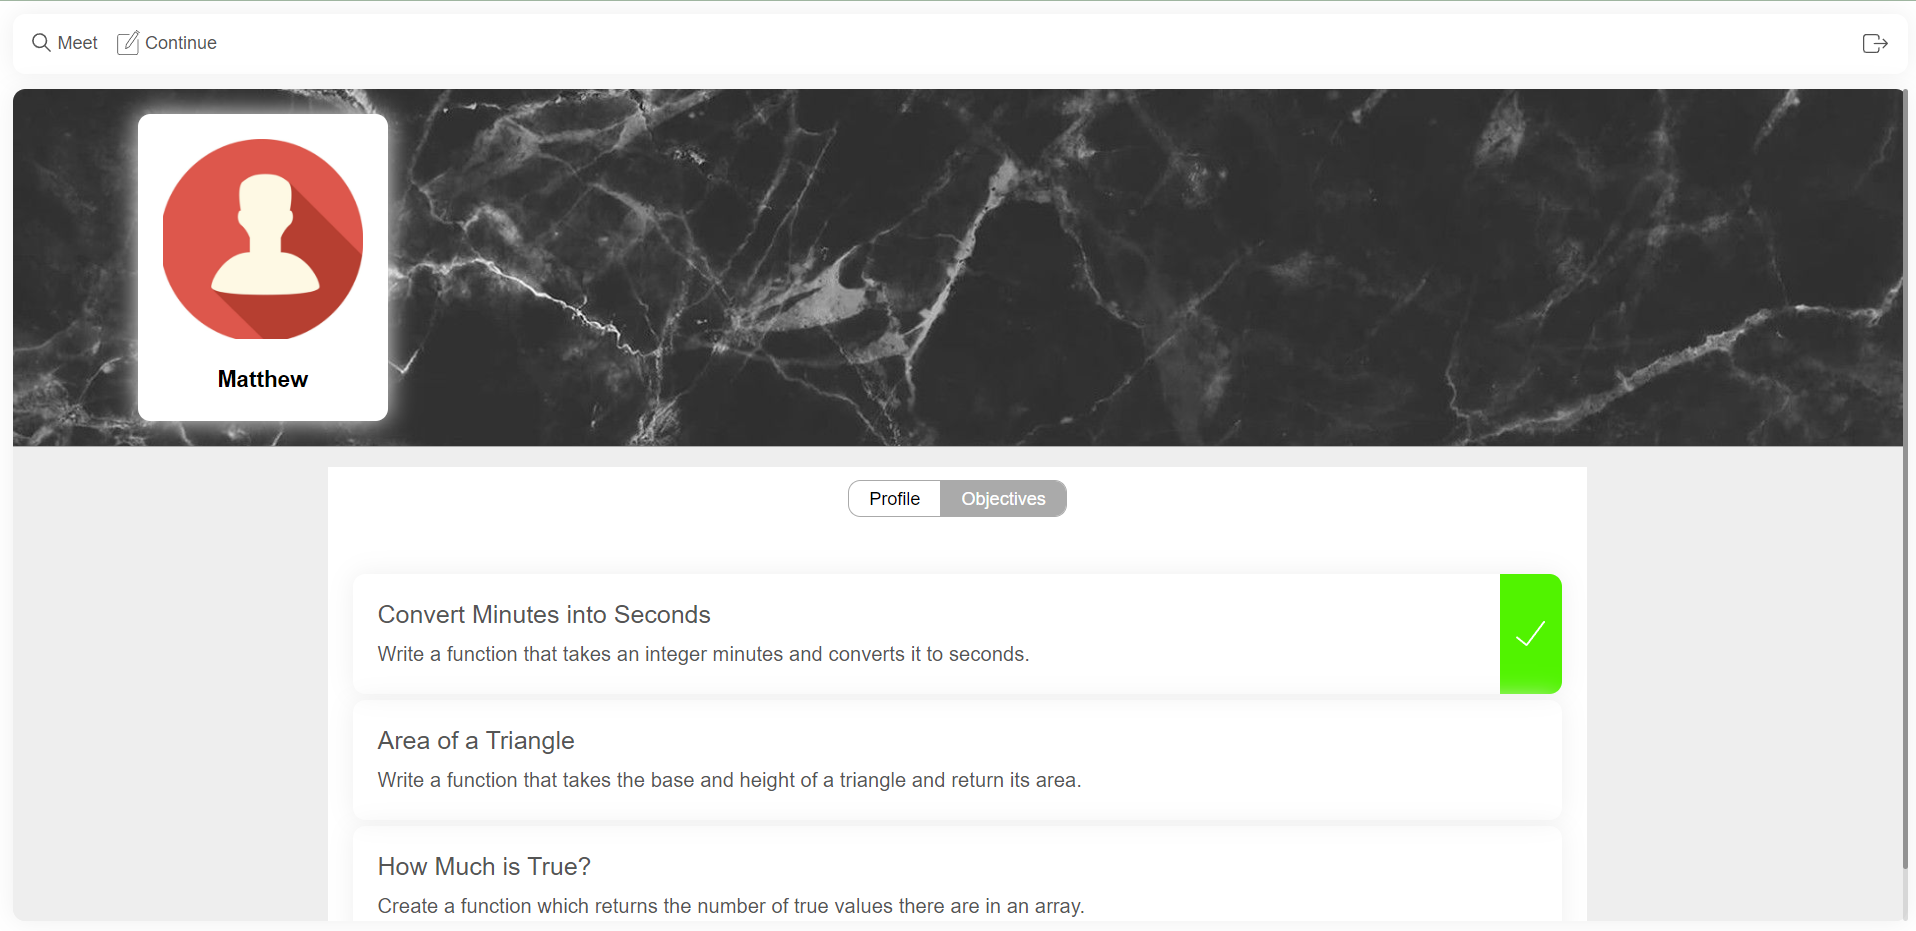 Meet Continue
Matthew
Profile Objectives
Convert Minutes into Seconds
Write a function that takes an integer minutes and converts it to seconds.
Area of a Triangle
Write a function that takes the base and height of a triangle and return its area.
How Much is True?
Create a function which returns the number of true values there are in an array.